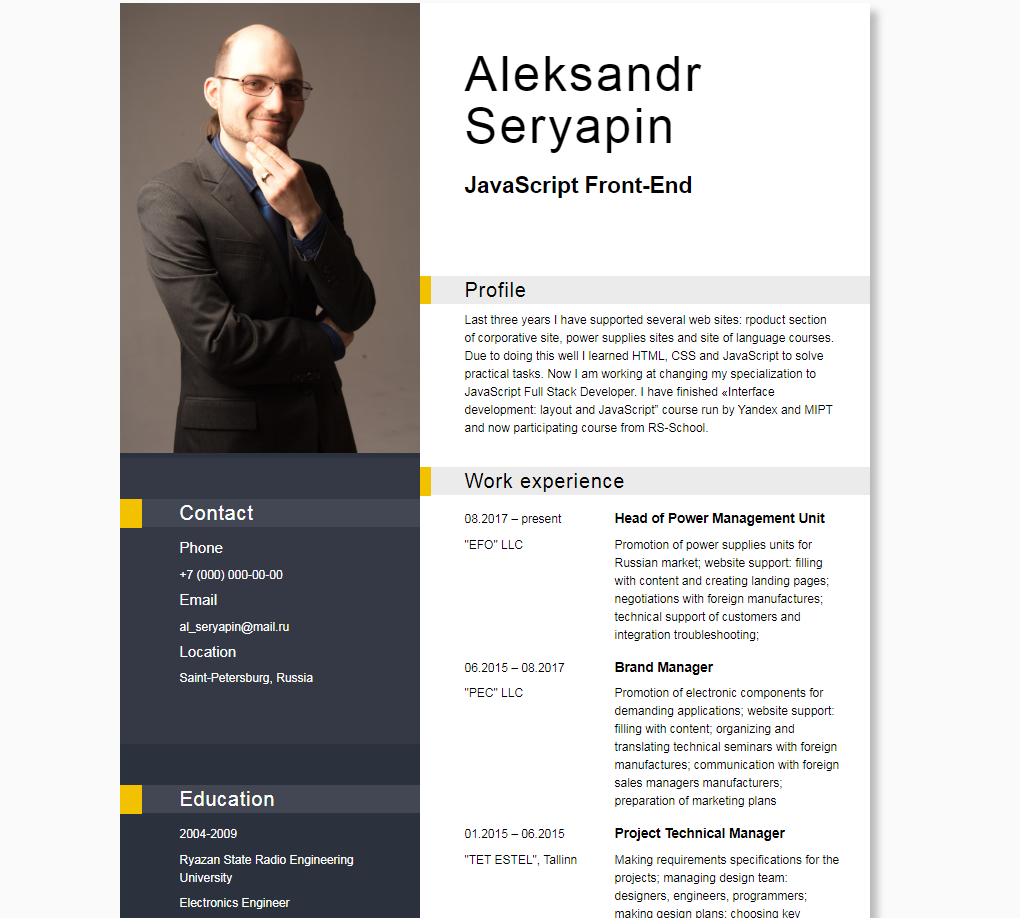 Aleksandr
Seryapin
JavaScript Front-End
Profile
Last three years I have supported several web sites: rpoduct section
of corporative site, power supplies sites and site of language courses.
Due to doing this well I learned HTML, CSS and JavaScript to solve
practical tasks. Now I am working at changing my specialization to
JavaScript Full Stack Developer. I have finished «Interface
development: layout and JavaScript” course run by Yandex and MIPT
and now participating course from RS-School.
Work experience
08.2017 – present
"EFO" LLC
Head of Power Management Unit
Promotion of power supplies units for
Russian market; website support: filling
with content and creating landing pages;
negotiations with foreign manufactures;
technical support of customers and
integration troubleshooting;
06.2015 – 08.2017
"PEC" LLC
Brand Manager
Promotion of electronic components for
demanding applications; website support:
filling with content; organizing and
translating technical seminars with foreign
manufactures; communication with foreign
sales managers manufacturers;
preparation of marketing plans
01.2015 – 06.2015
"TET ESTEL", Tallinn
Project Technical Manager
Making requirements specifications for the
projects; managing design team:
designers, engineers, programmers;
making design plans; choosing key
Contact
Phone
+7 (000) 000-00-00
Email
al_seryapin@mail.ru
Location
Saint-Petersburg, Russia
Education
2004-2009
Ryazan State Radio Engineering
University
Electronics Engineer